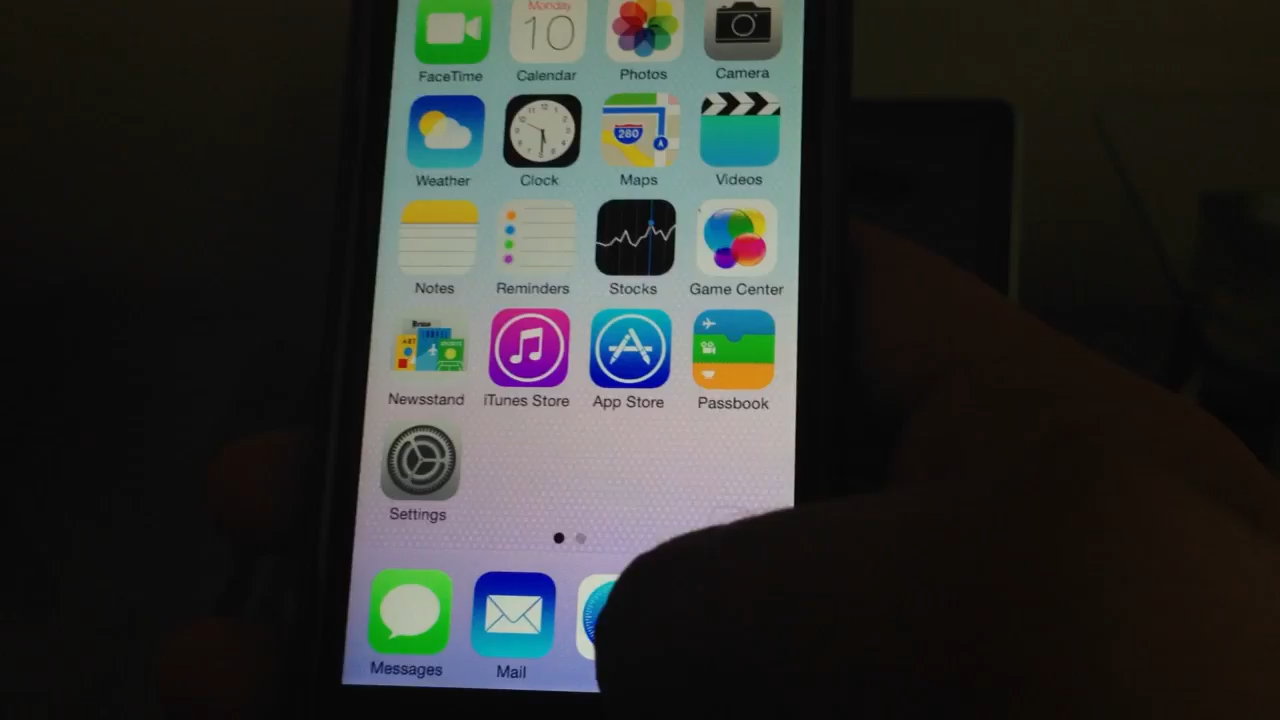 Monday
10
FaceTime Calendar Photos Camera
280
Weather Clock Maps Videos
Notes Reminders Stocks Game Center
Newsstand iTunes Store App Store Passbook
Settings
Messages Mail